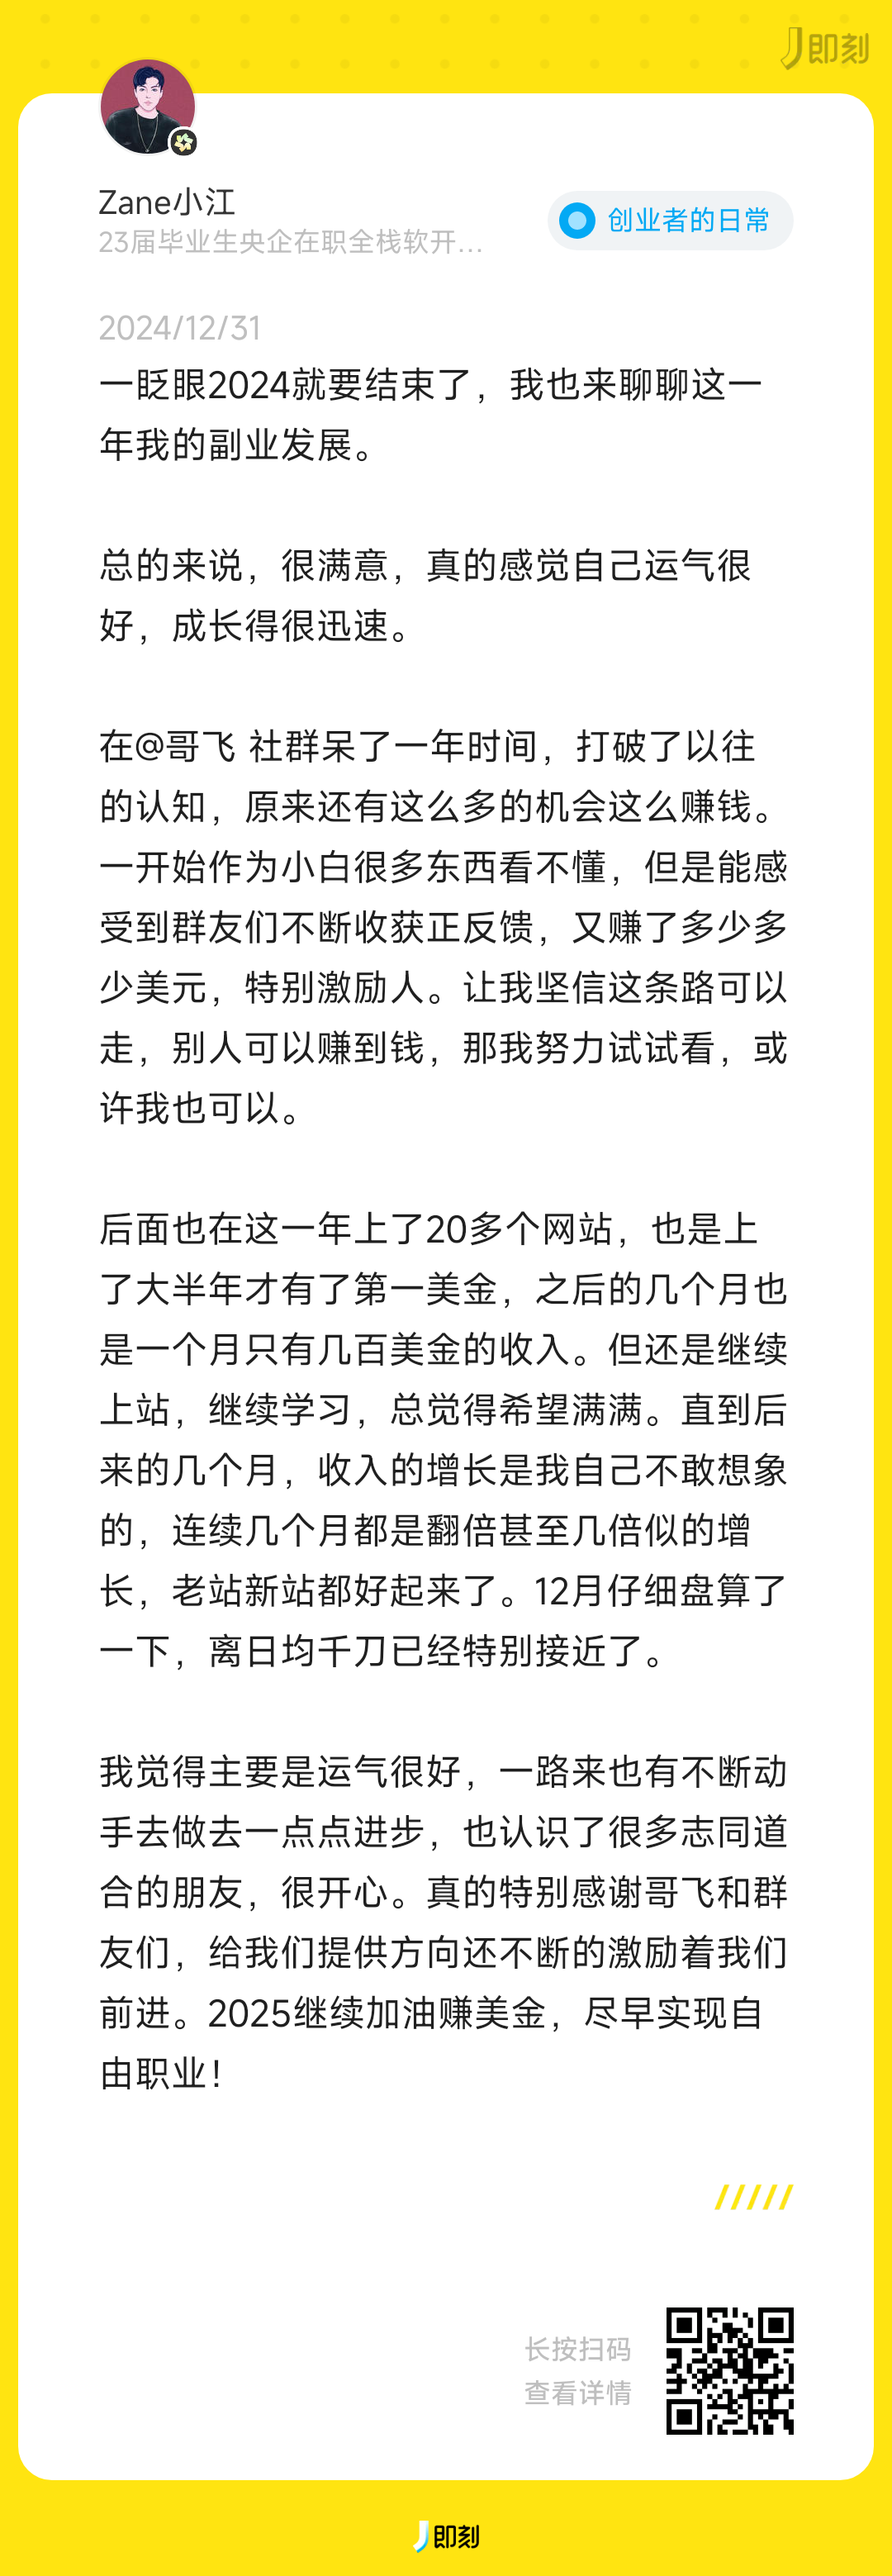 即刻
Zane小江
创业者的日常
23届毕业生央企在职全栈软开...
2024/12/31
一眨眼2024就要结束了，我也来聊聊这一
年我的副业发展。
总的来说，很满意，真的感觉自己运气很
好，成长得很迅速。
在@哥飞 社群呆了一年时间，打破了以往
的认知，原来还有这么多的机会这么赚钱。
一开始作为小白很多东西看不懂，但是能感
受到群友们不断收获正反馈，又赚了多少多
少美元，特别激励人。让我坚信这条路可以
走，别人可以赚到钱，那我努力试试看，或
许我也可以。
后面也在这一年上了20多个网站，也是上
了大半年才有了第一美金，之后的几个月也
是一个月只有几百美金的收入。但还是继续
上站，继续学习，总觉得希望满满。直到后
来的几个月，收入的增长是我自己不敢想象
的，连续几个月都是翻倍甚至几倍似的增
长，老站新站都好起来了。12月仔细盘算了
一下，离日均千刀已经特别接近了。
我觉得主要是运气很好，一路来也有不断动
手去做去一点点进步，也认识了很多志同道
合的朋友，很开心。真的特别感谢哥飞和群
友们，给我们提供方向还不断的激励着我们
前进。2025继续加油赚美金，尽早实现自
由职业！
长按扫码
查看详情
即刻